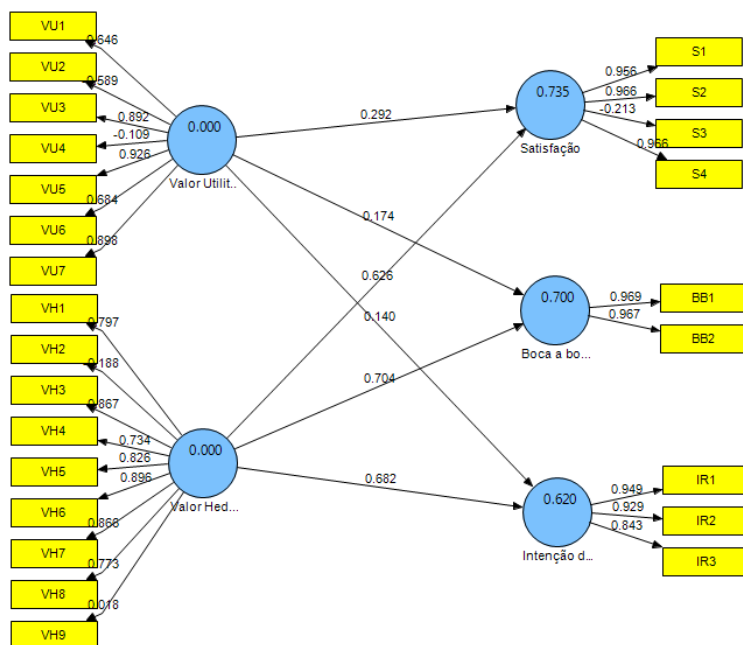 VU1
0.646
VU2
0.589
VU3
0.892
VU4
-0.109
VU5
0.926
VU6
0.684
VU7
0.898
0.000
Valor Utilit..
VH1
0.797
VH2
0.188
VH3
0.867
VH4
0.734
VH5
0.826
VH6
0.896
VH7
0.868
VH8
0.773
VH9
0.018
0.000
Valor Hed...
0.292
0.174
0.626
0.140
0.704
0.682
0.735
Satisfação
0.956
S1
0.966
S2
-0.213
S3
0.966
S4
0.700
Boca a bo...
0.969
BB1
0.967
BB2
0.620
Intenção d...
0.949
IR1
0.929
IR2
0.843
IR3